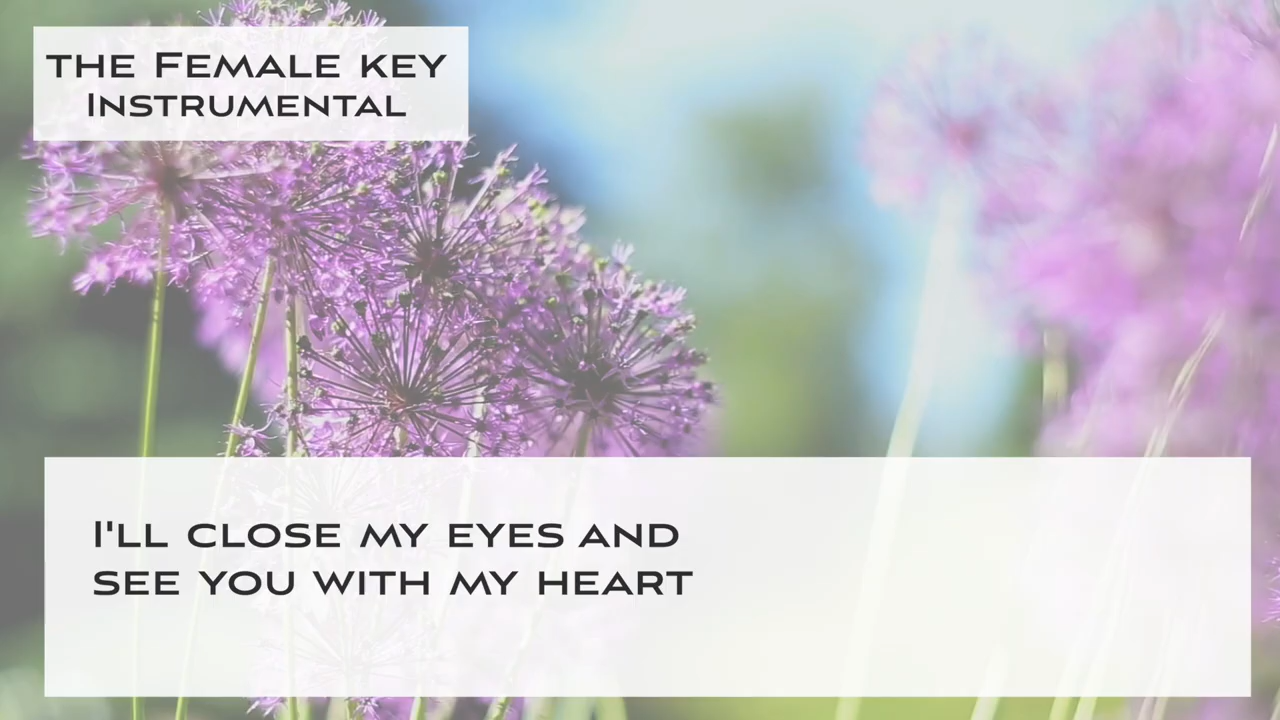 THE FEMALE KEY
INSTRUMENTAL
I'LL CLOSE MY EYES AND
SEE YOU WITH MY HEART